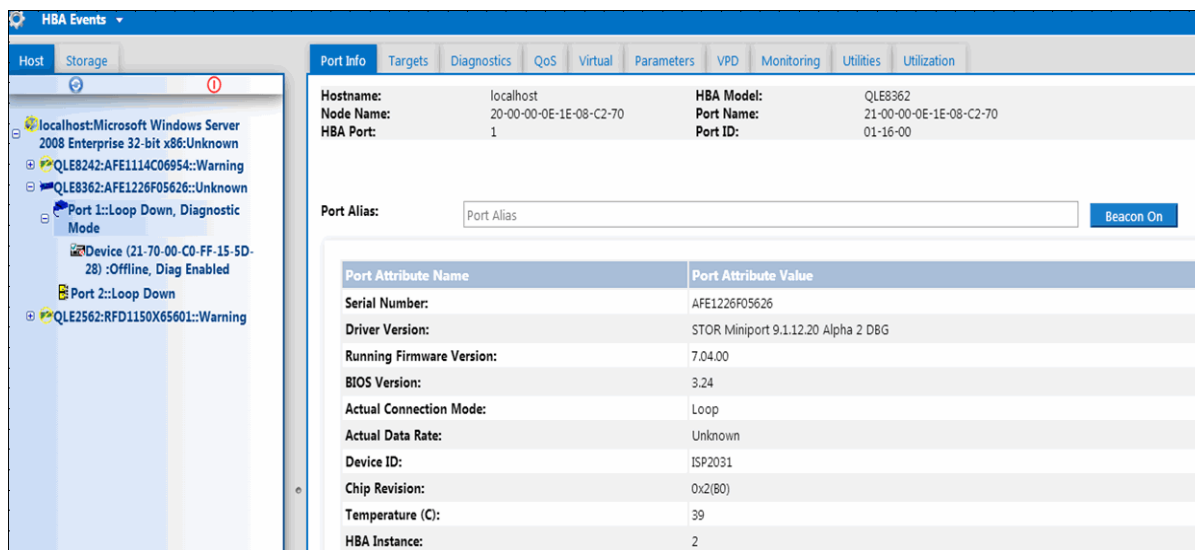 HBA Events
Host Storage
localhost:Microsoft Windows Server
2008 Enterprise 32-bit x86:Unknown
QLE8242:AFE1114C06954::Warning
QLE8362:AFE1226F05626::Unknown
Port 1::Loop Down, Diagnostic
Mode
Device (21-70-00-C0-FF-15-5D-
28) :Offline, Diag Enabled
Port 2::Loop Down
QLE2562:RFD1150X65601::Warning
Port Info Targets Diagnostics QoS Virtual Parameters VPD Monitoring Utilities Utilization
Hostname: localhost HBA Model: QLE8362
Node Name: 20-00-00-0E-1E-08-C2-70 Port Name: 21-00-00-0E-1E-08-C2-70
HBA Port: 1 Port ID: 01-16-00
Port Alias: Port Alias Beacon On
Port Attribute Name Port Attribute Value
Serial Number: AFE1226F05626
Driver Version: STOR Miniport 9.1.12.20 Alpha 2 DBG
Running Firmware Version: 7.04.00
BIOS Version: 3.24
Actual Connection Mode: Loop
Actual Data Rate: Unknown
Device ID: ISP2031
Chip Revision: 0x2(B0)
Temperature (C): 39
HBA Instance: 2